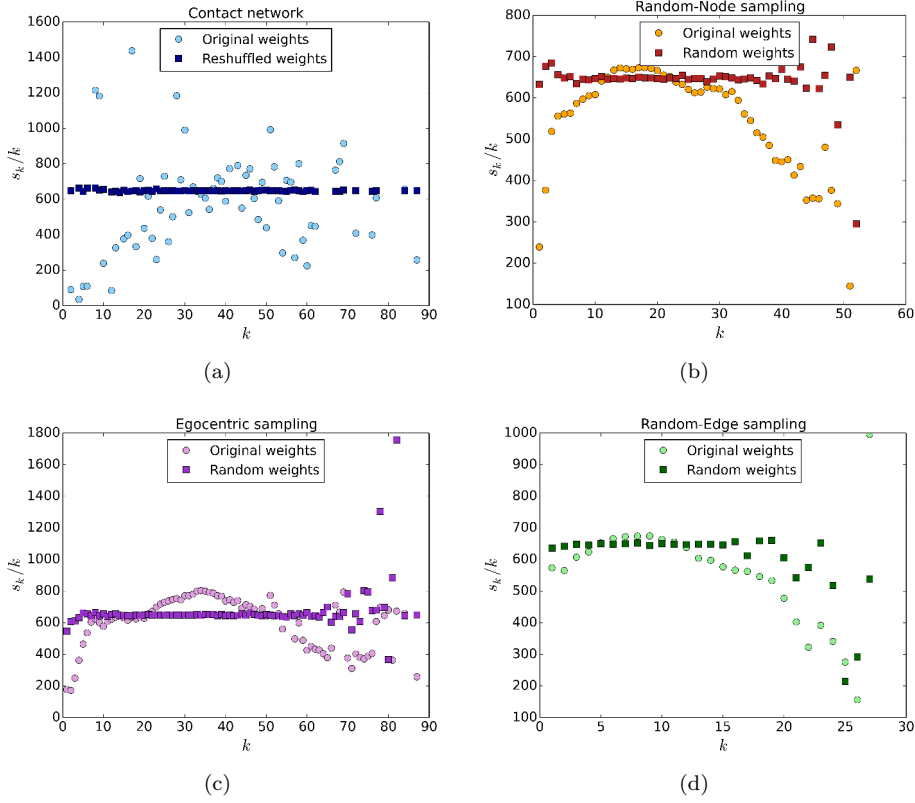 Contact network
1600
1400
1200
1000
800
600
400
200
0
Original weights
Reshuffled weights
s_k/k
0 10 20 30 40 50 60 70 80 90
k
(a)
Random-Node sampling
800
700
600
500
400
300
200
100
Original weights
Random weights
s_k/k
0 10 20 30 40 50 60
k
(b)
Egocentric sampling
1800
1600
1400
1200
1000
800
600
400
200
0
Original weights
Random weights
s_k/k
0 10 20 30 40 50 60 70 80 90
k
(c)
Random-Edge sampling
1000
900
800
700
600
500
400
300
200
100
Original weights
Random weights
s_k/k
0 5 10 15 20 25 30
k
(d)